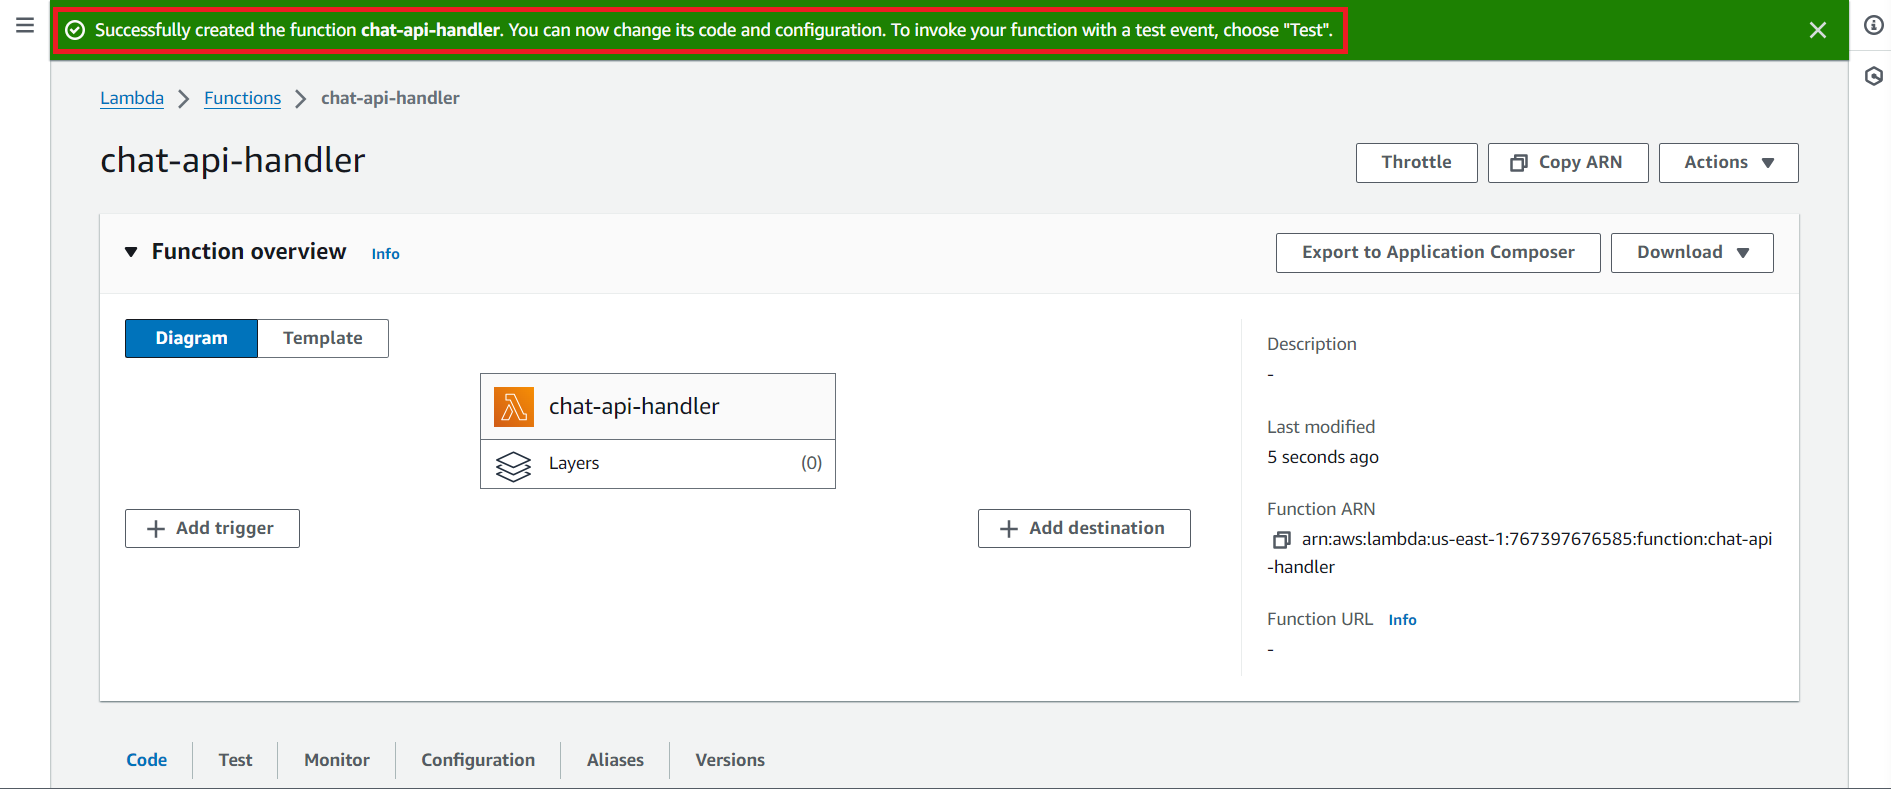 Successfully created the function chat-api-handler. You can now change its code and configuration. To invoke your function with a test event, choose "Test".
Lambda
Functions
chat-api-handler
chat-api-handler
Throttle
Copy ARN
Actions
Function overview
Info
Export to Application Composer
Download
Diagram
Template
chat-api-handler
Layers
(0)
Add trigger
Add destination
Description
-
Last modified
5 seconds ago
Function ARN
arn:aws:lambda:us-east-1:767397676585:function:chat-api
-handler
Function URL
Info
-
Code
Test
Monitor
Configuration
Aliases
Versions